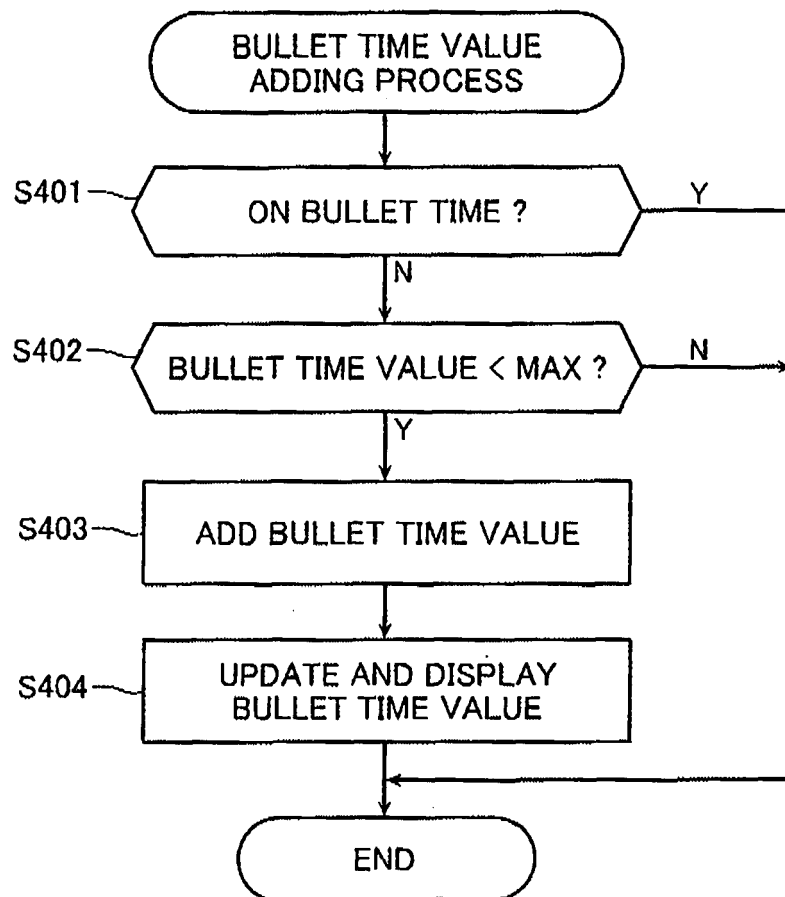 BULLET TIME VALUE
ADDING PROCESS
S401
ON BULLET TIME ?
Y
N
S402
BULLET TIME VALUE < MAX ?
N
Y
S403
ADD BULLET TIME VALUE
S404
UPDATE AND DISPLAY
BULLET TIME VALUE
END